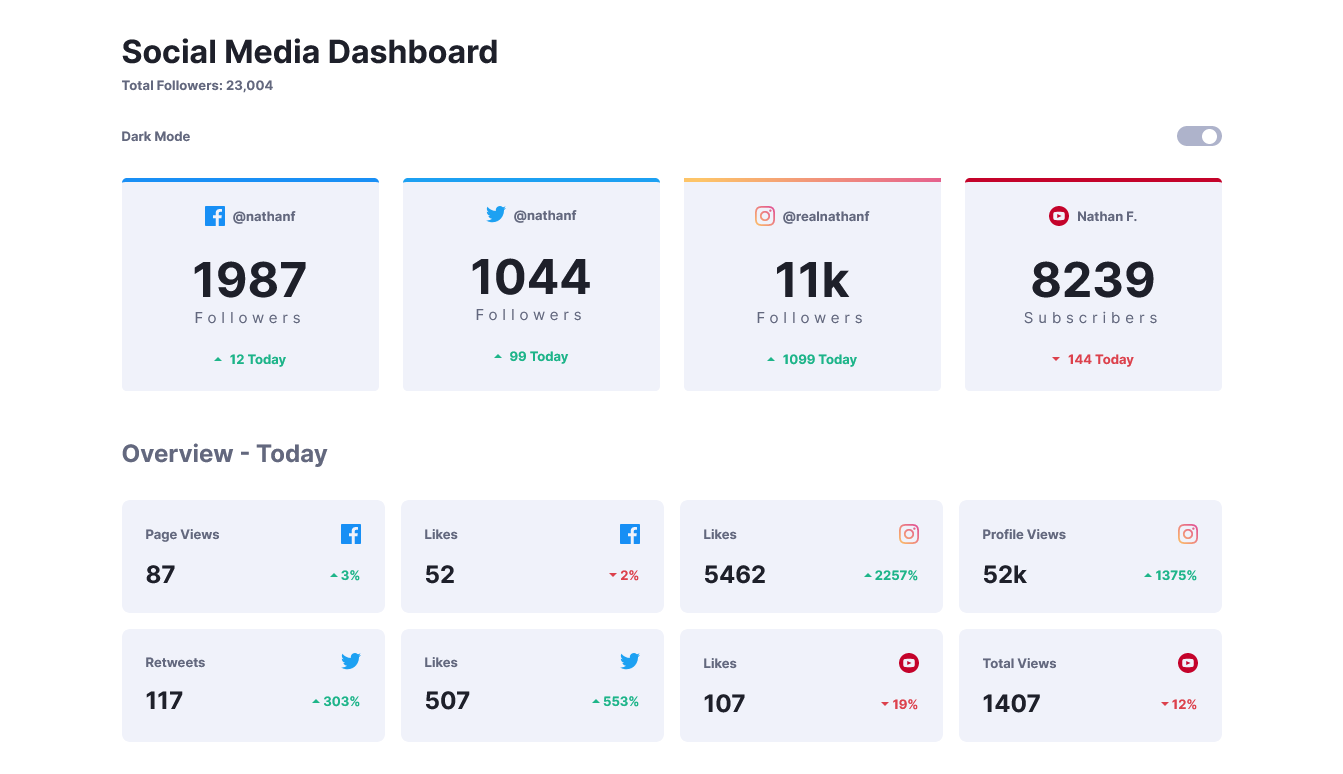 Social Media Dashboard
Total Followers: 23,004
Dark Mode
@nathanf
1987
Followers
12 Today
@nathanf
1044
Followers
99 Today
@realnathanf
11k
Followers
1099 Today
Nathan F.
8239
Subscribers
144 Today
Overview - Today
Page Views
87
3%
Likes
52
2%
Likes
5462
2257%
Profile Views
52k
1375%
Retweets
117
303%
Likes
507
553%
Likes
107
19%
Total Views
1407
12%